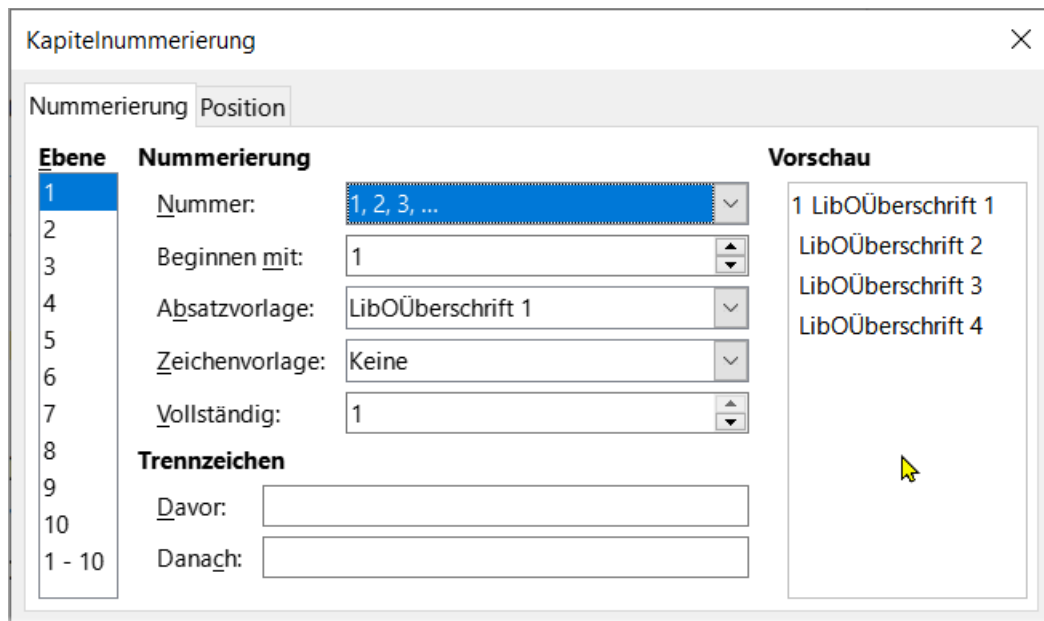 Kapitelnummerierung
Nummerierung Position
Ebene
1
2
3
4
5
6
7
8
9
10
1 - 10
Nummerierung
Nummer: 1, 2, 3, ...
Beginnen mit: 1
Absatzvorlage: LibOÜberschrift 1
Zeichenvorlage: Keine
Vollständig: 1
Trennzeichen
Davor:
Danach:
Vorschau
1 LibOÜberschrift 1
LibOÜberschrift 2
LibOÜberschrift 3
LibOÜberschrift 4